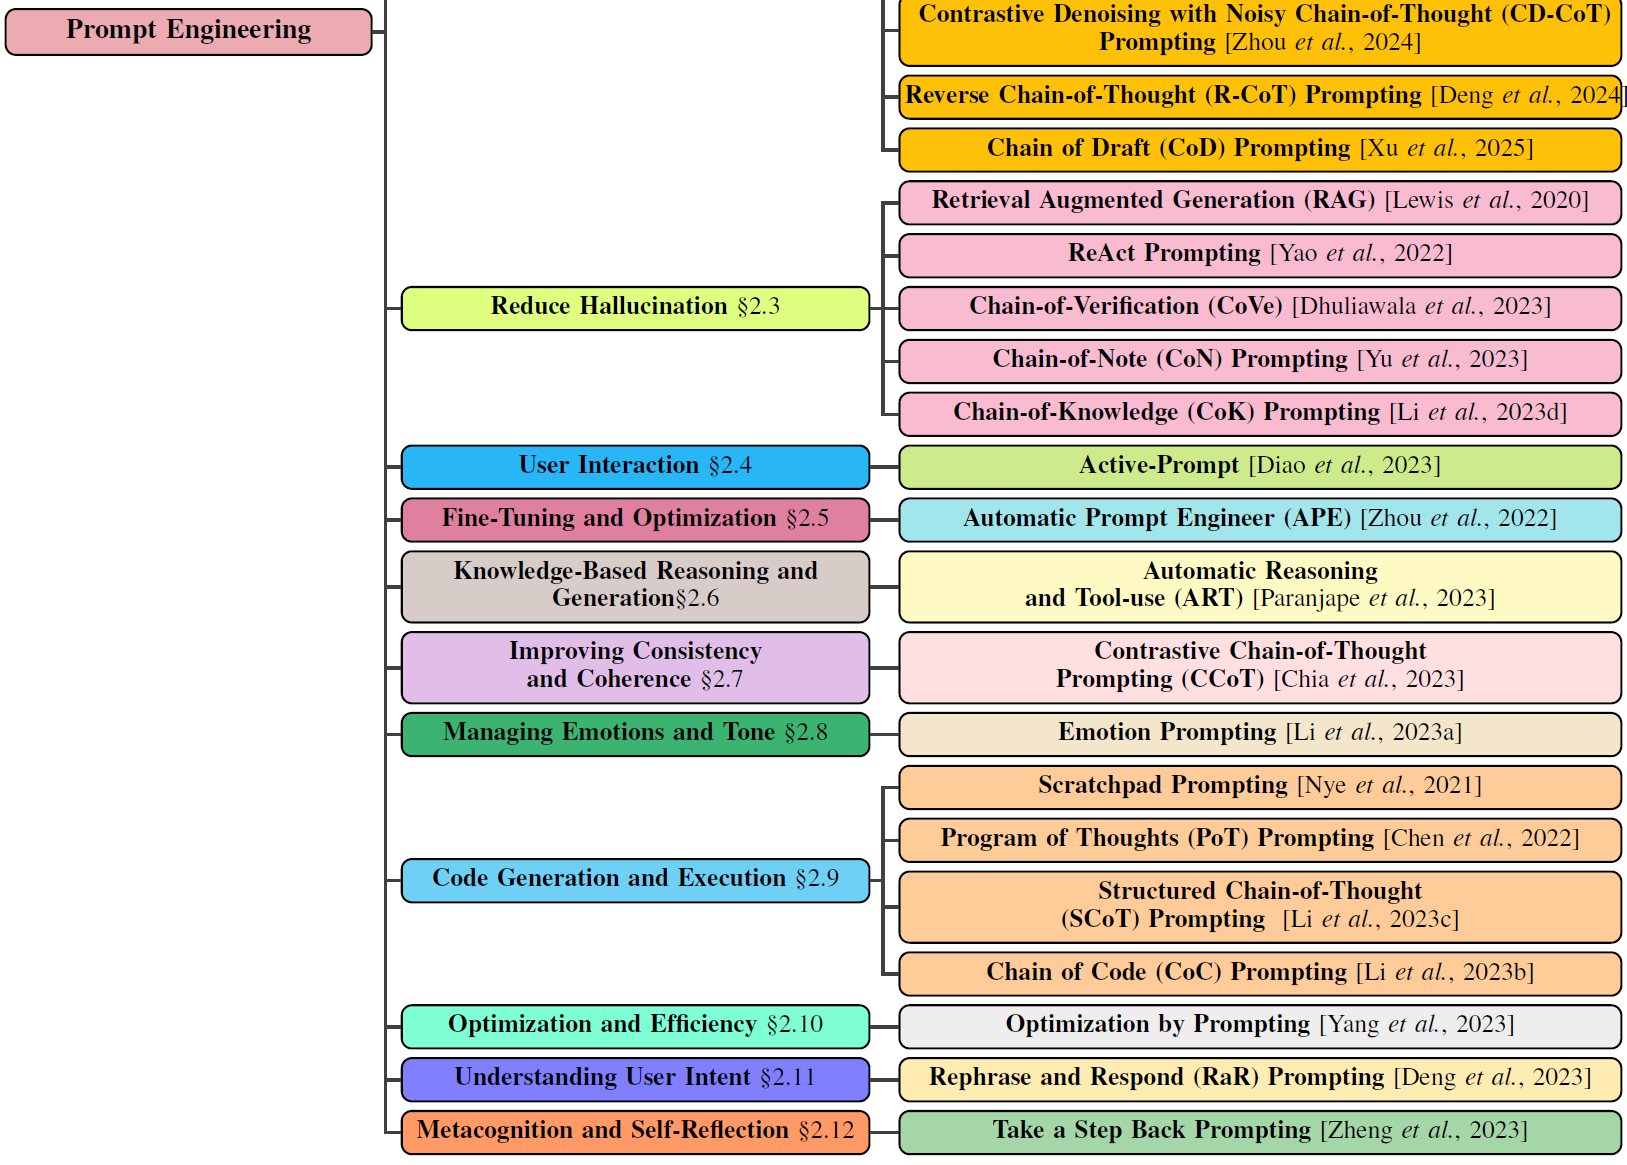 Prompt Engineering
Contrastive Denoising with Noisy Chain-of-Thought (CD-CoT)
Prompting [Zhou et al., 2024]
Reverse Chain-of-Thought (R-CoT) Prompting [Deng et al., 2024]
Chain of Draft (CoD) Prompting [Xu et al., 2025]
Reduce Hallucination §2.3
Retrieval Augmented Generation (RAG) [Lewis et al., 2020]
ReAct Prompting [Yao et al., 2022]
Chain-of-Verification (CoVe) [Dhuliawala et al., 2023]
Chain-of-Note (CoN) Prompting [Yu et al., 2023]
Chain-of-Knowledge (CoK) Prompting [Li et al., 2023d]
User Interaction §2.4
Active-Prompt [Diao et al., 2023]
Fine-Tuning and Optimization §2.5
Automatic Prompt Engineer (APE) [Zhou et al., 2022]
Knowledge-Based Reasoning and
Generation§2.6
Automatic Reasoning
and Tool-use (ART) [Paranjape et al., 2023]
Improving Consistency
and Coherence §2.7
Contrastive Chain-of-Thought
Prompting (CCoT) [Chia et al., 2023]
Managing Emotions and Tone §2.8
Emotion Prompting [Li et al., 2023a]
Code Generation and Execution §2.9
Scratchpad Prompting [Nye et al., 2021]
Program of Thoughts (PoT) Prompting [Chen et al., 2022]
Structured Chain-of-Thought
(SCoT) Prompting [Li et al., 2023c]
Chain of Code (CoC) Prompting [Li et al., 2023b]
Optimization and Efficiency §2.10
Optimization by Prompting [Yang et al., 2023]
Understanding User Intent §2.11
Rephrase and Respond (RaR) Prompting [Deng et al., 2023]
Metacognition and Self-Reflection §2.12
Take a Step Back Prompting [Zheng et al., 2023]